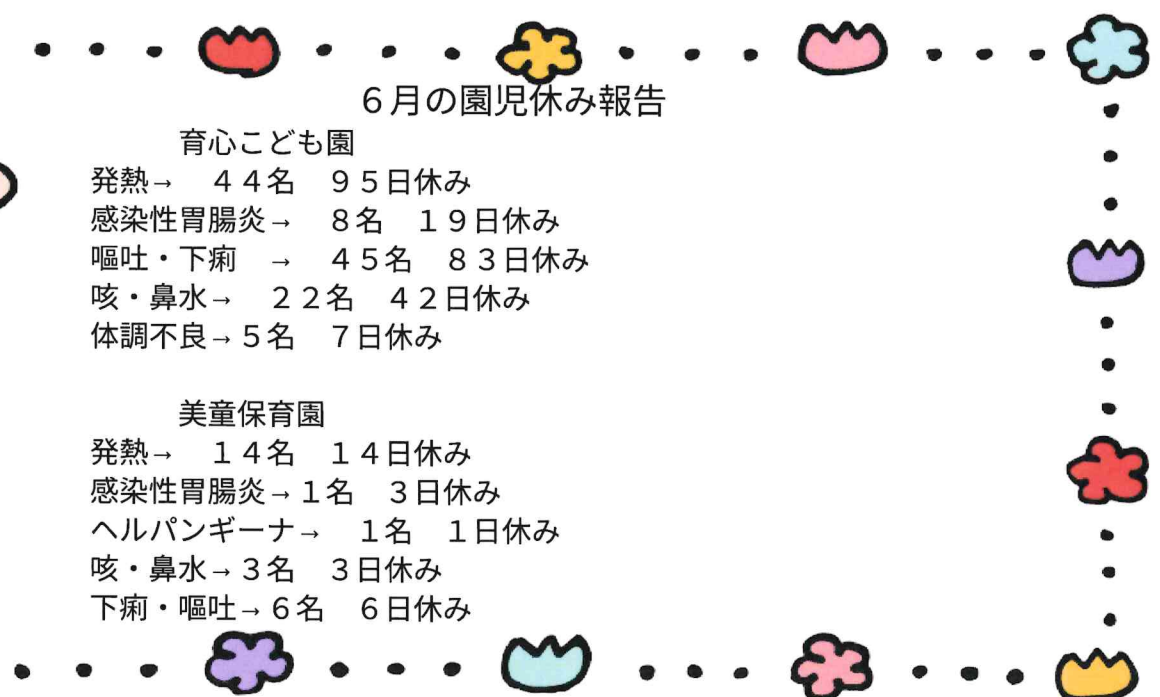 ６月の園児休み報告
育心こども園
発熱→　４４名　９５日休み
感染性胃腸炎→　８名　１９日休み
嘔吐・下痢　→　４５名　８３日休み
咳・鼻水→　２２名　４２日休み
体調不良→５名　７日休み
美童保育園
発熱→　１４名　１４日休み
感染性胃腸炎→１名　３日休み
ヘルパンギーナ→　１名　１日休み
咳・鼻水→３名　３日休み
下痢・嘔吐→６名　６日休み